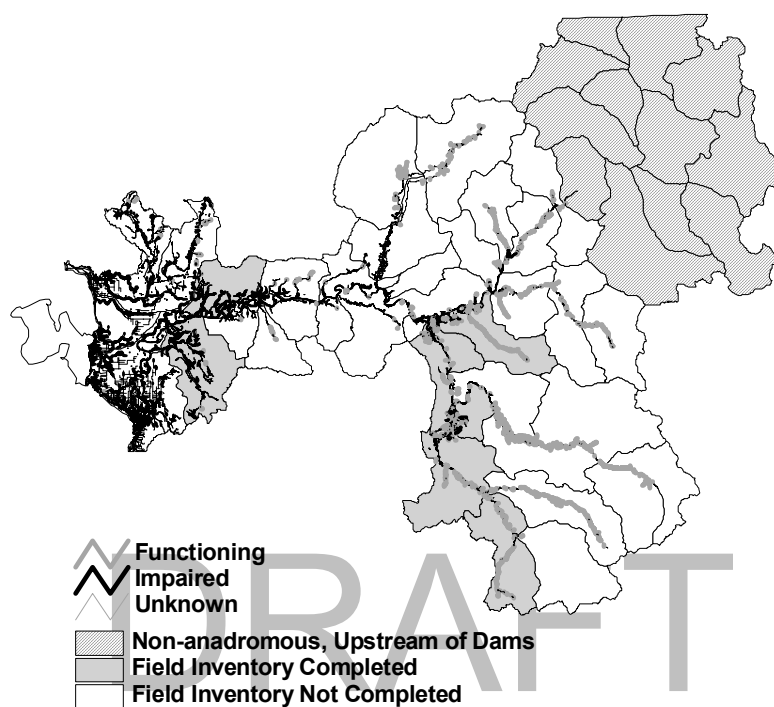 Functioning
Impaired
Unknown
Non-anadromous, Upstream of Dams
Field Inventory Completed
Field Inventory Not Completed
DRAFT